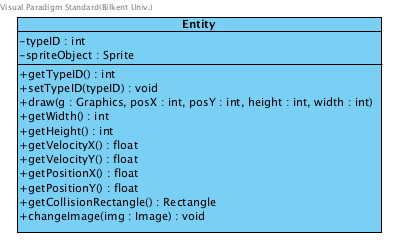 Visual Paradigm Standard(Bilkent Univ.)
Entity
-typeID : int
-spriteObject : Sprite
+getTypeID() : int
+setTypeID(typeID) : void
+draw(g : Graphics, posX : int, posY : int, height : int, width : int)
+getWidth() : int
+getHeight() : int
+getVelocityX() : float
+getVelocityY() : float
+getPositionX() : float
+getPositionY() : float
+getCollisionRectangle() : Rectangle
+changeImage(img : Image) : void